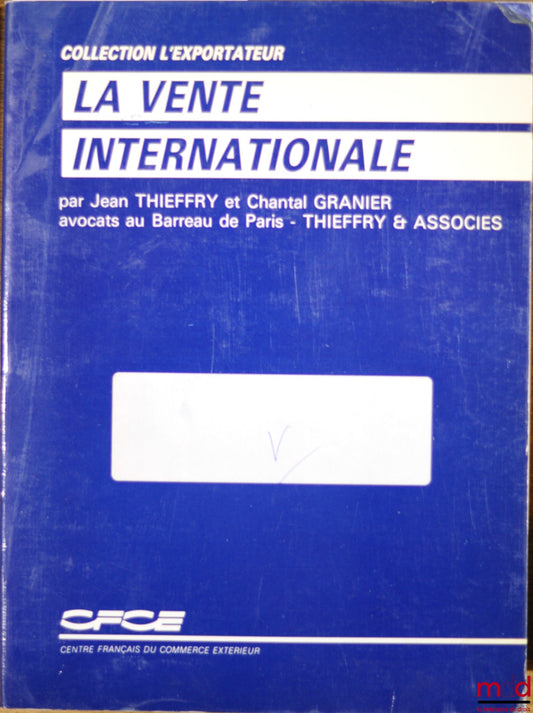 COLLECTION L'EXPORTATEUR
LA VENTE
INTERNATIONALE
par Jean THIEFFRY et Chantal GRANIER
avocats au Barreau de Paris - THIEFFRY & ASSOCIES
V
CFCE
CENTRE FRANÇAIS DU COMMERCE EXTERIEUR